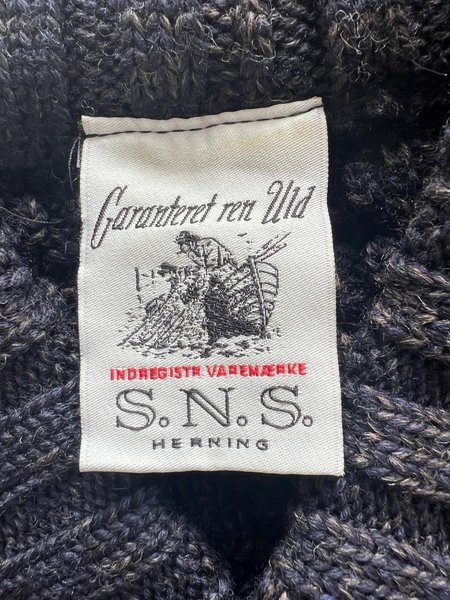 Garanteret ren Uld
INDREGISTR. VAREMÆRKE
S.N.S.
HERNING